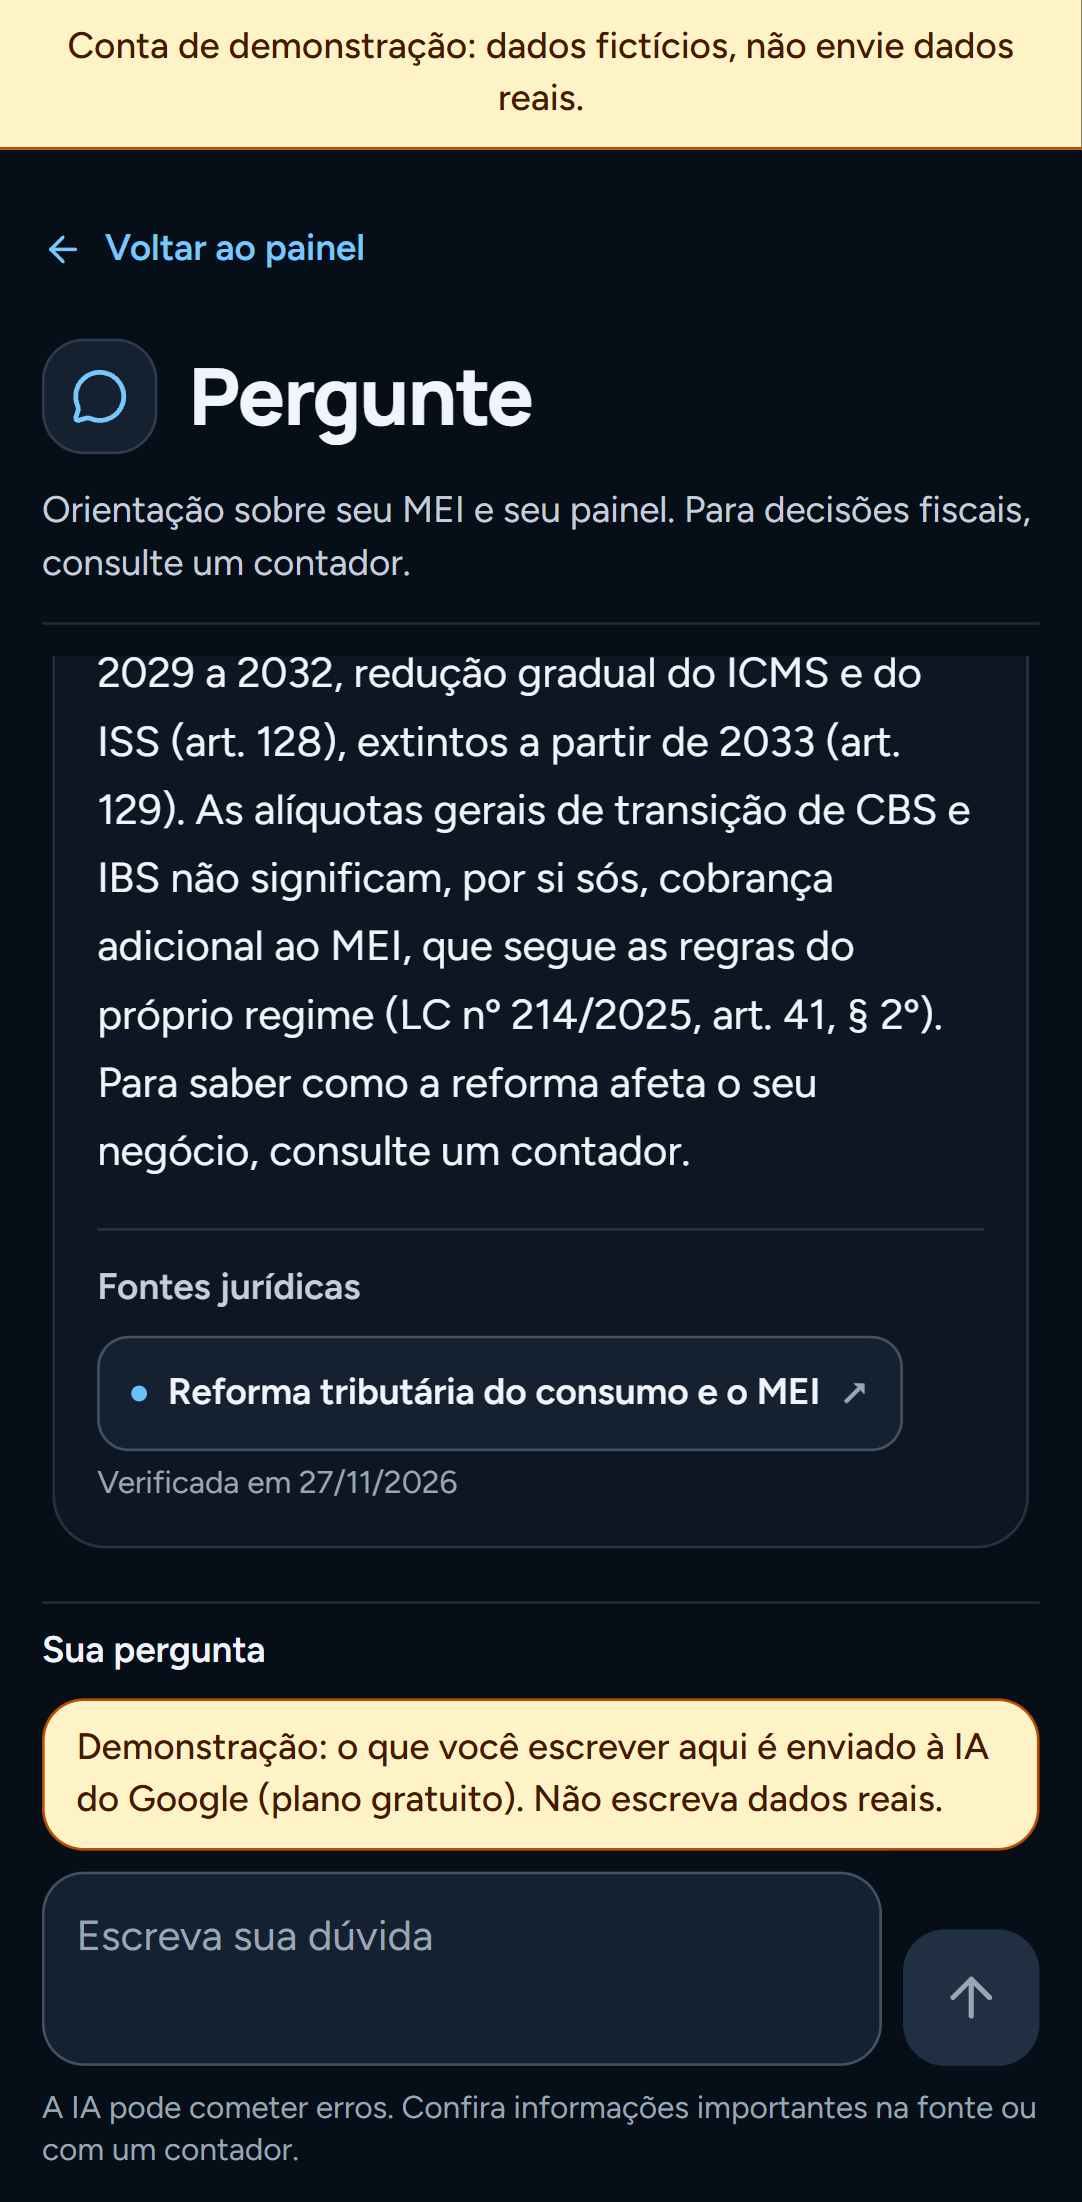 Conta de demonstração: dados fictícios, não envie dados
reais.
Voltar ao painel
Pergunte
Orientação sobre seu MEI e seu painel. Para decisões fiscais,
consulte um contador.
2029 a 2032, redução gradual do ICMS e do
ISS (art. 128), extintos a partir de 2033 (art.
129). As alíquotas gerais de transição de CBS e
IBS não significam, por si sós, cobrança
adicional ao MEI, que segue as regras do
próprio regime (LC nº 214/2025, art. 41, § 2º).
Para saber como a reforma afeta o seu
negócio, consulte um contador.
Fontes jurídicas
Reforma tributária do consumo e o MEI ↗
Verificada em 27/11/2026
Sua pergunta
Demonstração: o que você escrever aqui é enviado à IA
do Google (plano gratuito). Não escreva dados reais.
Escreva sua dúvida
A IA pode cometer erros. Confira informações importantes na fonte ou
com um contador.